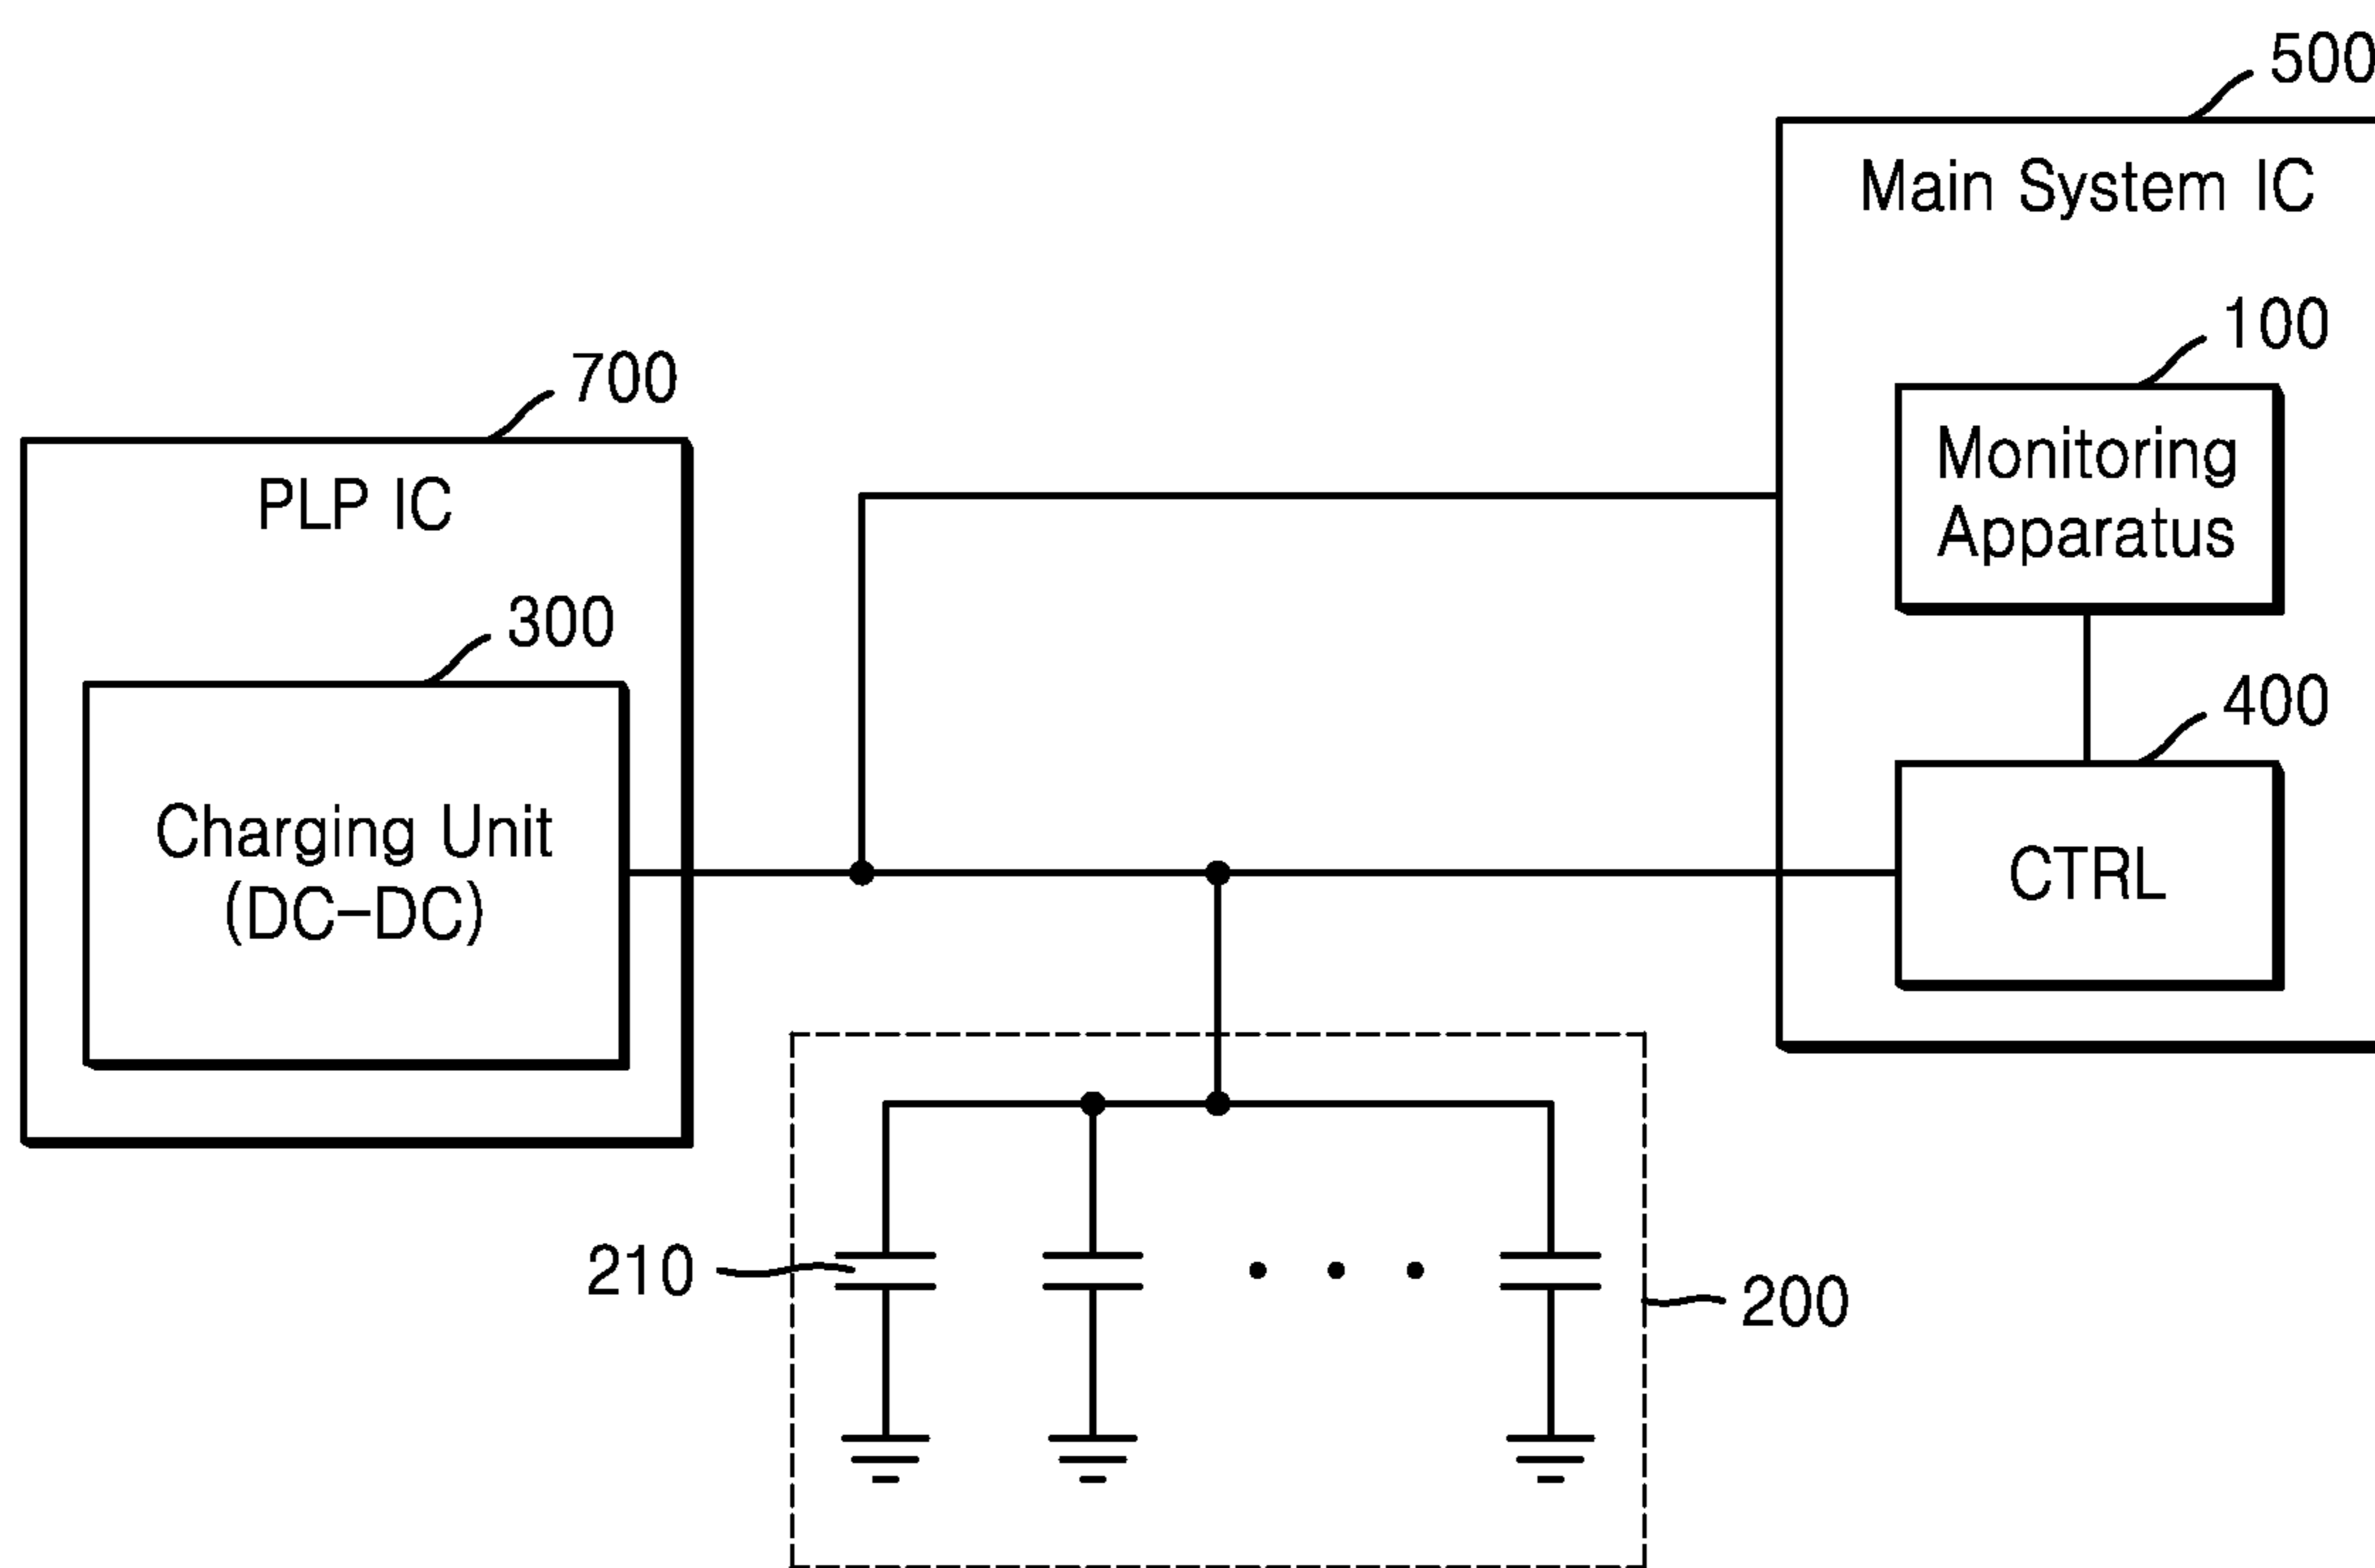 500
Main System IC
100
Monitoring
Apparatus
700
PLP IC
300
Charging Unit
(DC-DC)
400
CTRL
210
200